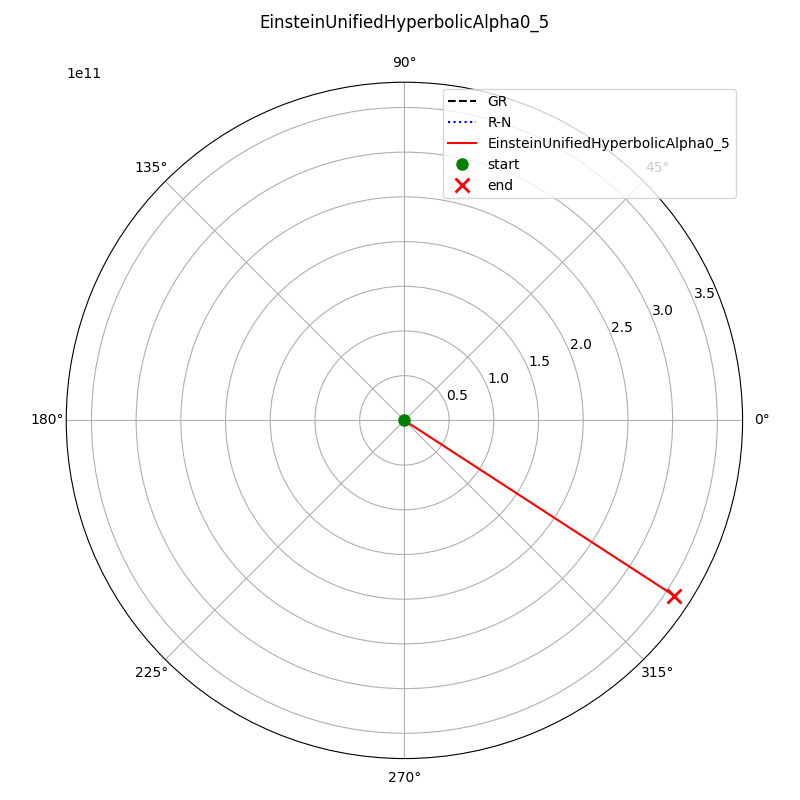 EinsteinUnifiedHyperbolicAlpha0_5
1e11
90°
GR
R-N
EinsteinUnifiedHyperbolicAlpha0_5
start
end
135°
45°
3.5
3.0
2.5
2.0
1.5
1.0
0.5
180°
0°
225°
315°
270°